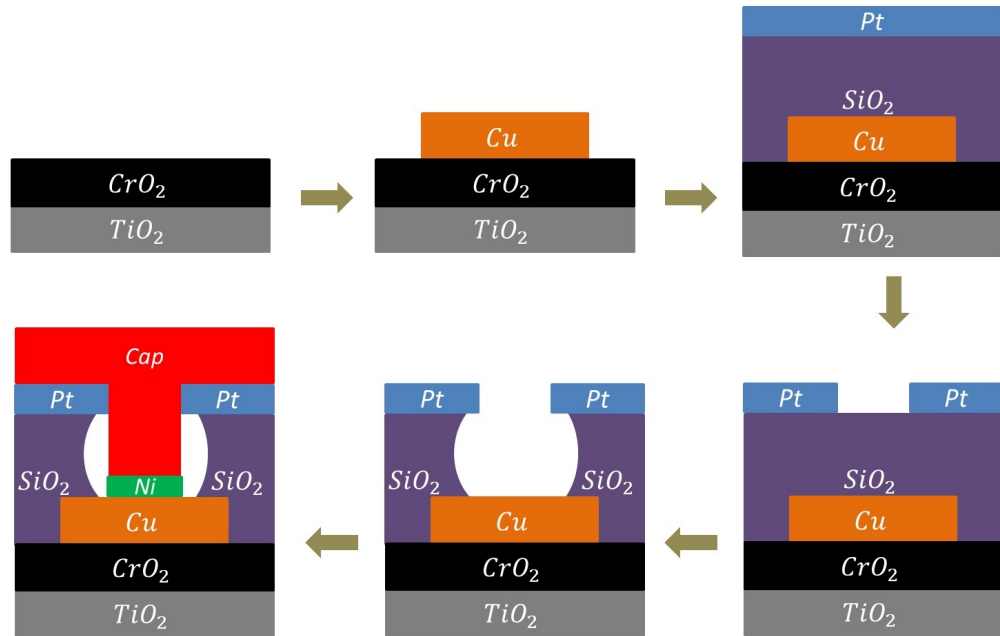 CrO₂
TiO₂
Cu
CrO₂
TiO₂
Pt
SiO₂
Cu
CrO₂
TiO₂
Pt Pt
SiO₂
Cu
CrO₂
TiO₂
Pt Pt
SiO₂ SiO₂
Cu
CrO₂
TiO₂
Cap
Pt Pt
SiO₂ SiO₂
Ni
Cu
CrO₂
TiO₂